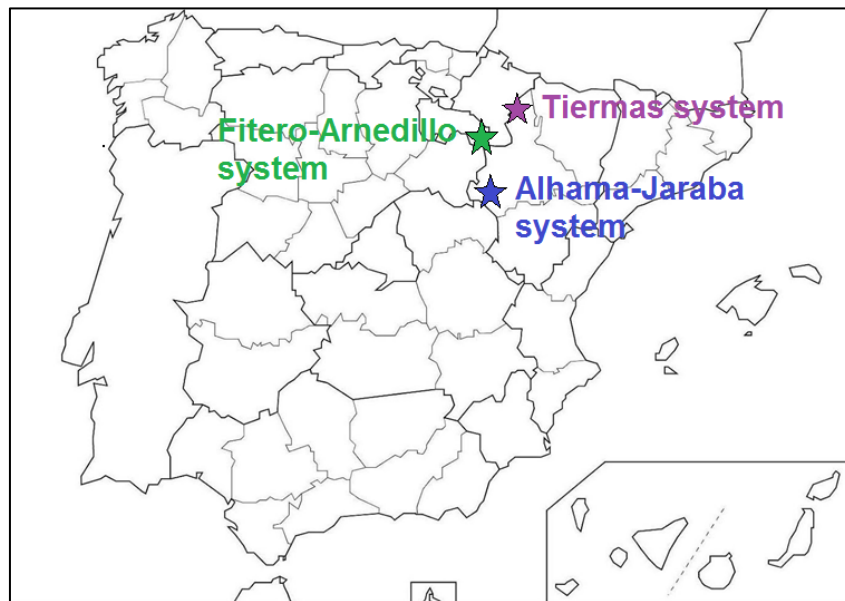 Tiermas system
Fitero-Arnedillo
system
Alhama-Jaraba
system